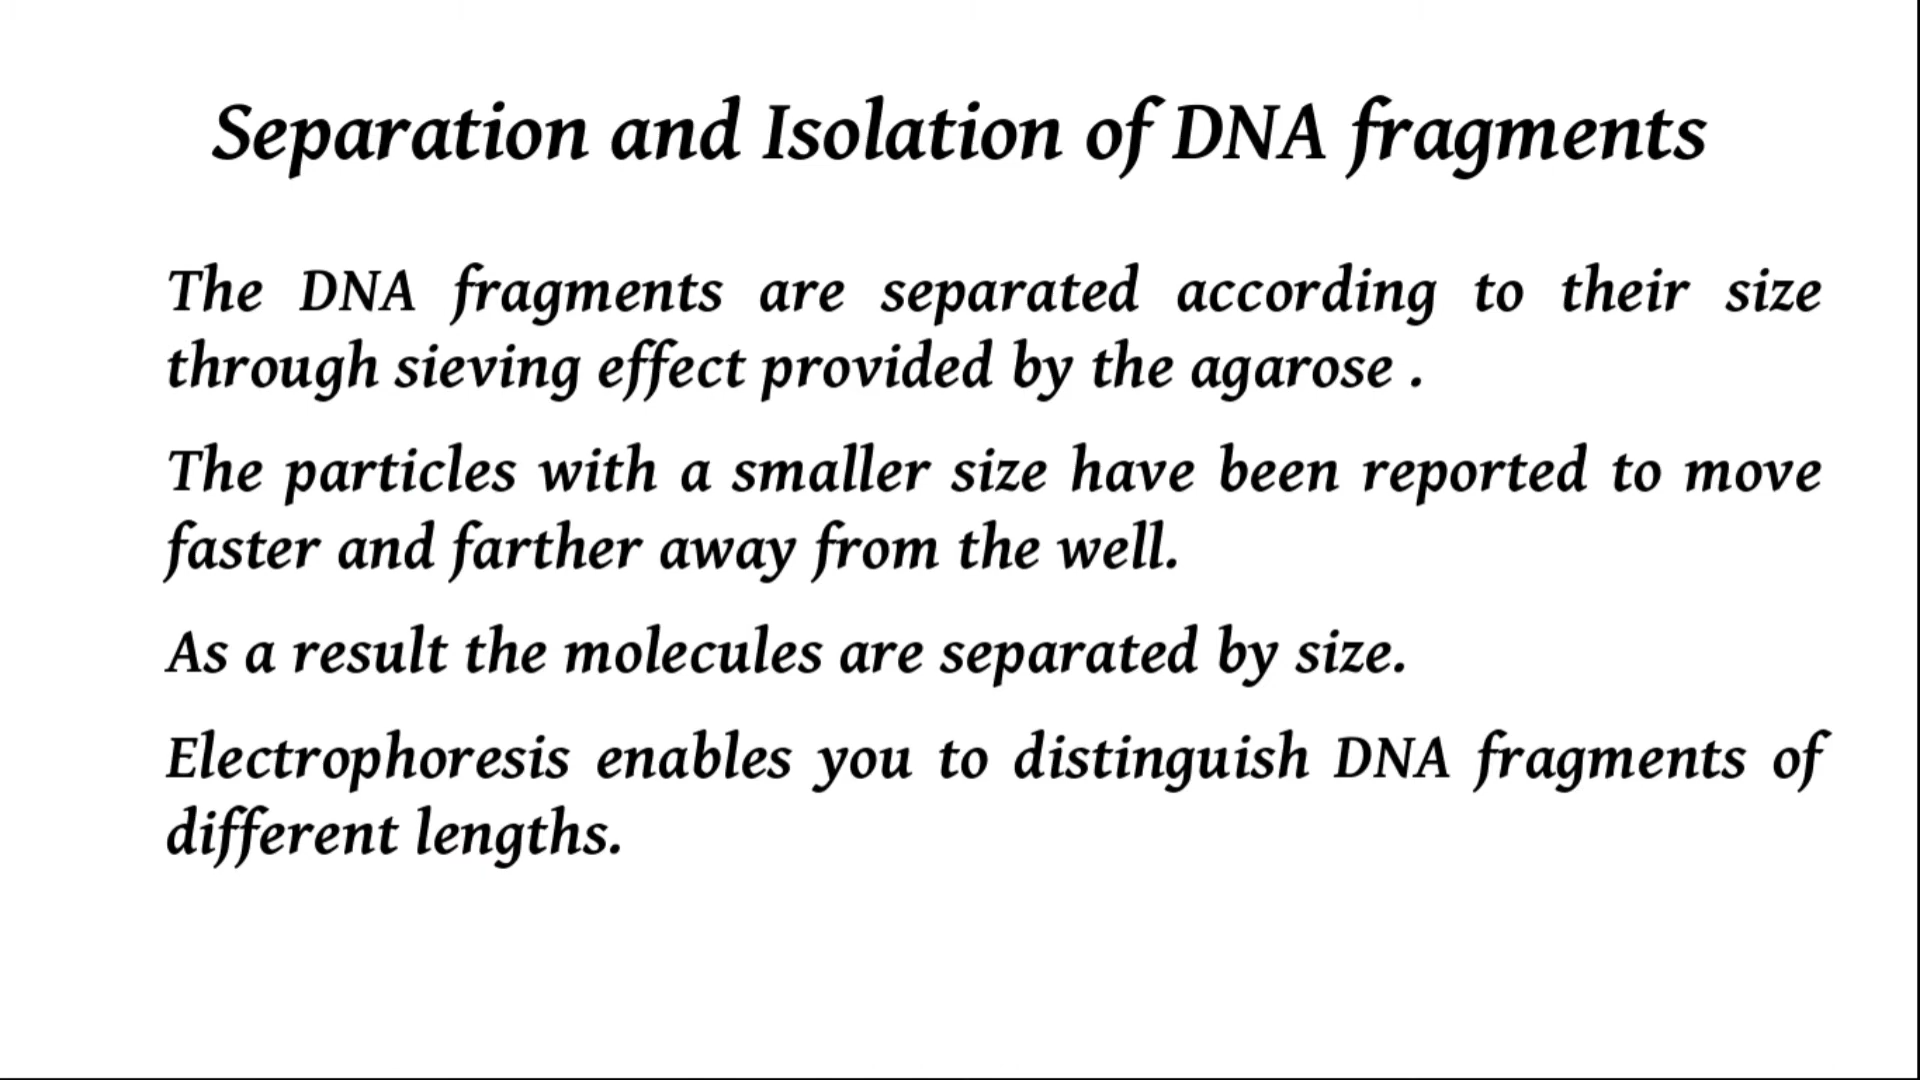 Separation and Isolation of DNA fragments
The DNA fragments are separated according to their size
through sieving effect provided by the agarose .
The particles with a smaller size have been reported to move
faster and farther away from the well.
As a result the molecules are separated by size.
Electrophoresis enables you to distinguish DNA fragments of
different lengths.